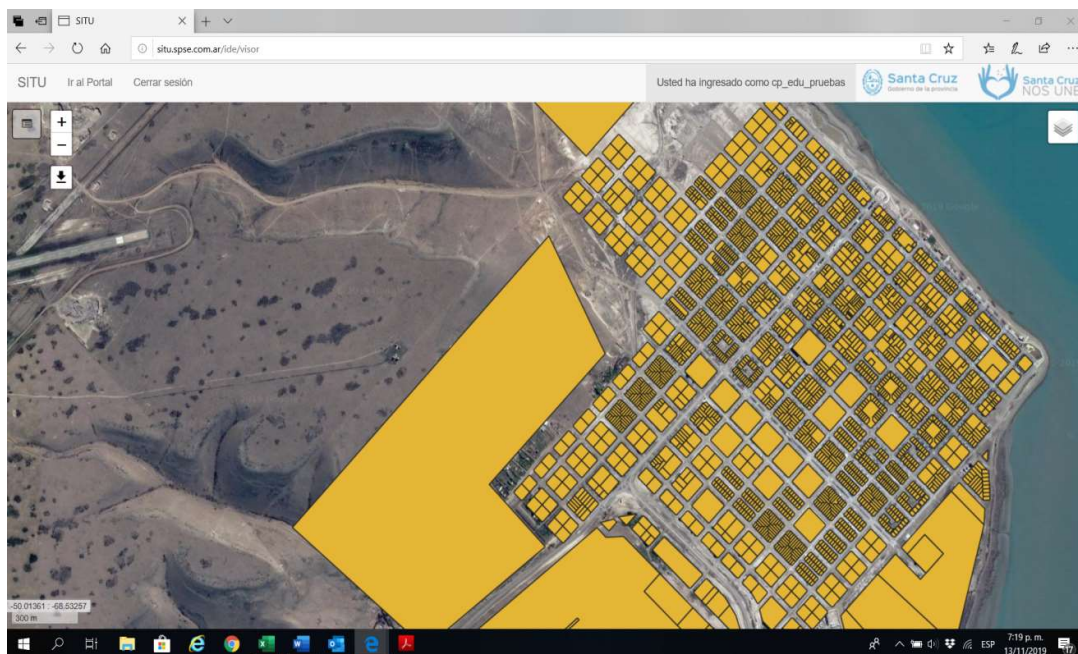 SITU
situ.spse.com.ar/ide/visor
SITU Ir al Portal Cerrar sesión Usted ha ingresado como cp_edu_pruebas Santa Cruz Gobierno de la provincia Santa Cruz NOS UNE
+
−
-50.01361 : -68.53257
300 m
ESP
7:19 p. m.
13/11/2019
17